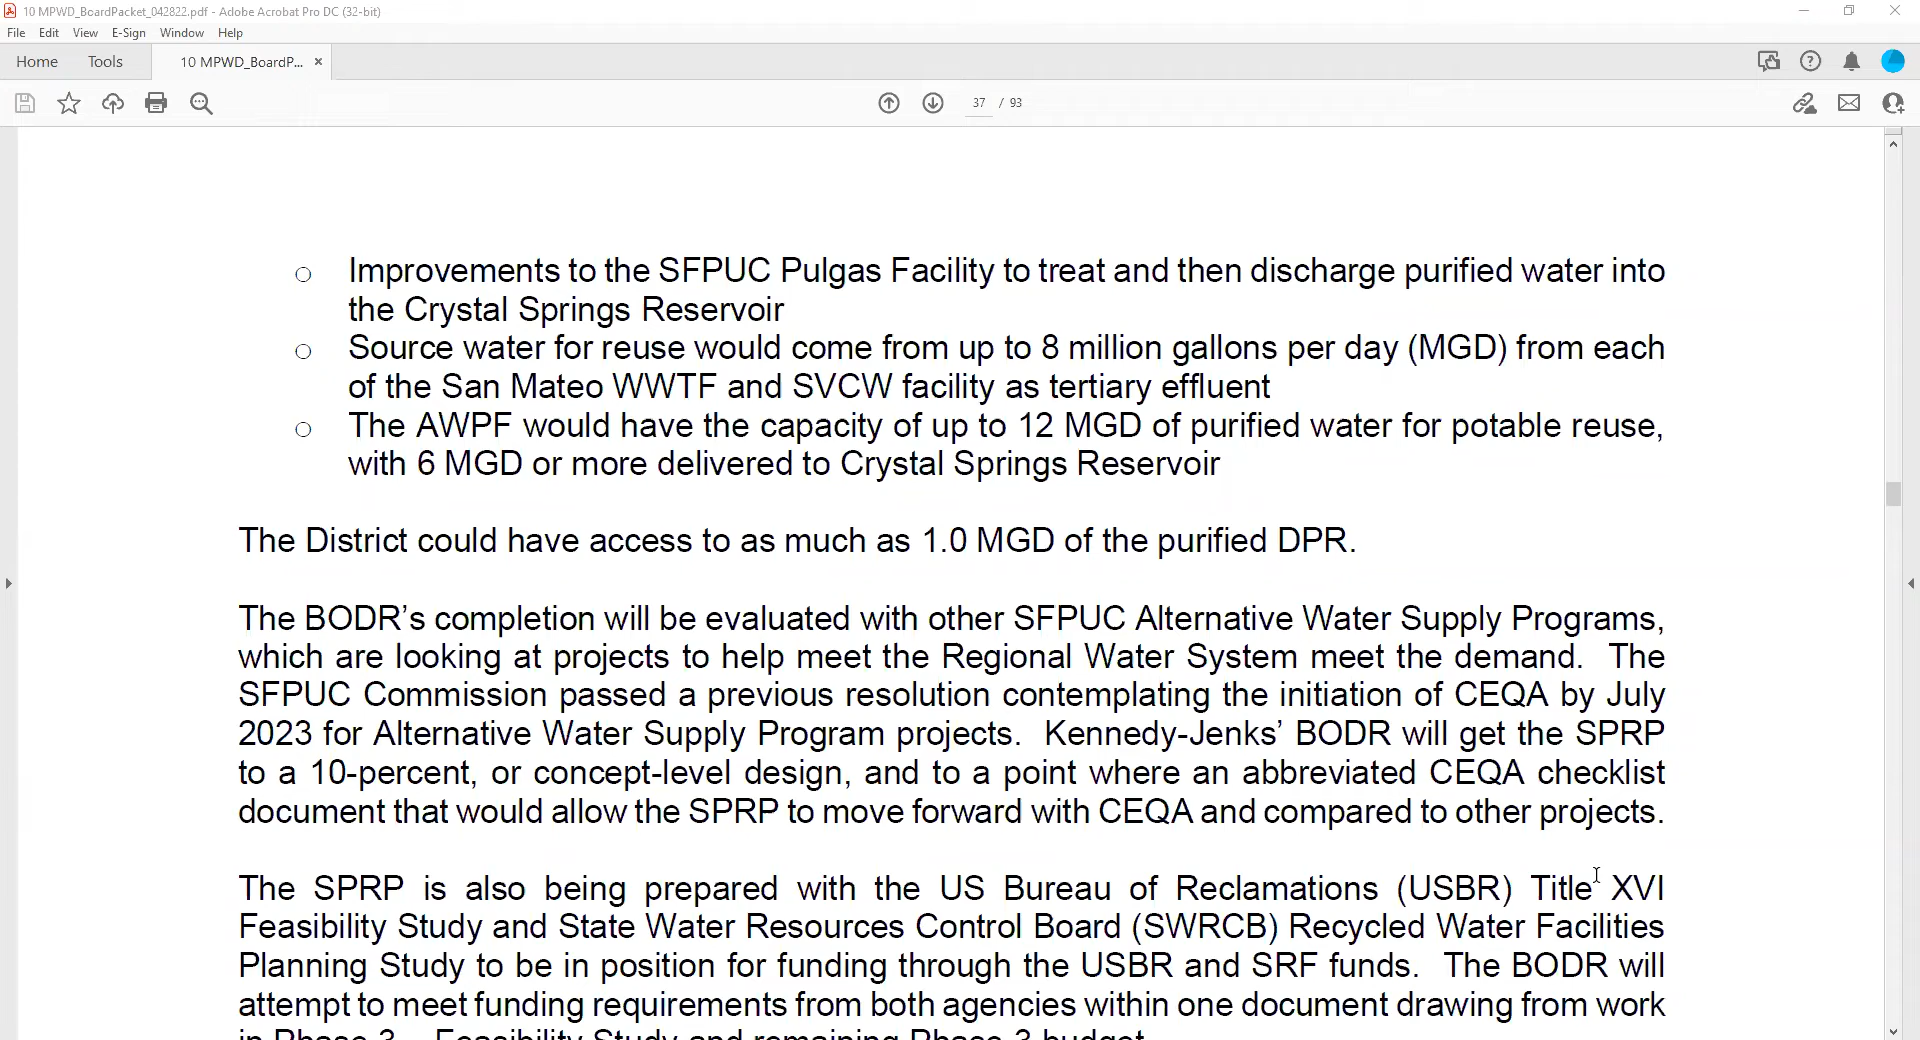 10 MPWD_BoardPacket_042822.pdf - Adobe Acrobat Pro DC (32-bit)
File Edit View E-Sign Window Help
Home Tools 10 MPWD_BoardP... ×
37 / 93
○ Improvements to the SFPUC Pulgas Facility to treat and then discharge purified water into
the Crystal Springs Reservoir
○ Source water for reuse would come from up to 8 million gallons per day (MGD) from each
of the San Mateo WWTF and SVCW facility as tertiary effluent
○ The AWPF would have the capacity of up to 12 MGD of purified water for potable reuse,
with 6 MGD or more delivered to Crystal Springs Reservoir
The District could have access to as much as 1.0 MGD of the purified DPR.
The BODR’s completion will be evaluated with other SFPUC Alternative Water Supply Programs,
which are looking at projects to help meet the Regional Water System meet the demand. The
SFPUC Commission passed a previous resolution contemplating the initiation of CEQA by July
2023 for Alternative Water Supply Program projects. Kennedy-Jenks’ BODR will get the SPRP
to a 10-percent, or concept-level design, and to a point where an abbreviated CEQA checklist
document that would allow the SPRP to move forward with CEQA and compared to other projects.
The SPRP is also being prepared with the US Bureau of Reclamations (USBR) Title XVI
Feasibility Study and State Water Resources Control Board (SWRCB) Recycled Water Facilities
Planning Study to be in position for funding through the USBR and SRF funds. The BODR will
attempt to meet funding requirements from both agencies within one document drawing from work
in Phase 3 Feasibility Study and remaining Phase 3 budget